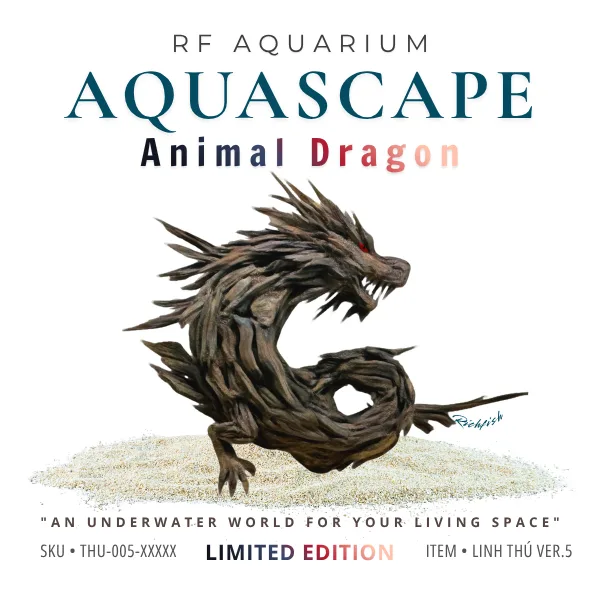 RF AQUARIUM
AQUASCAPE
Animal Dragon
Richfish
"AN UNDERWATER WORLD FOR YOUR LIVING SPACE"
SKU • THU-005-XXXXX LIMITED EDITION ITEM • LINH THÚ VER.5